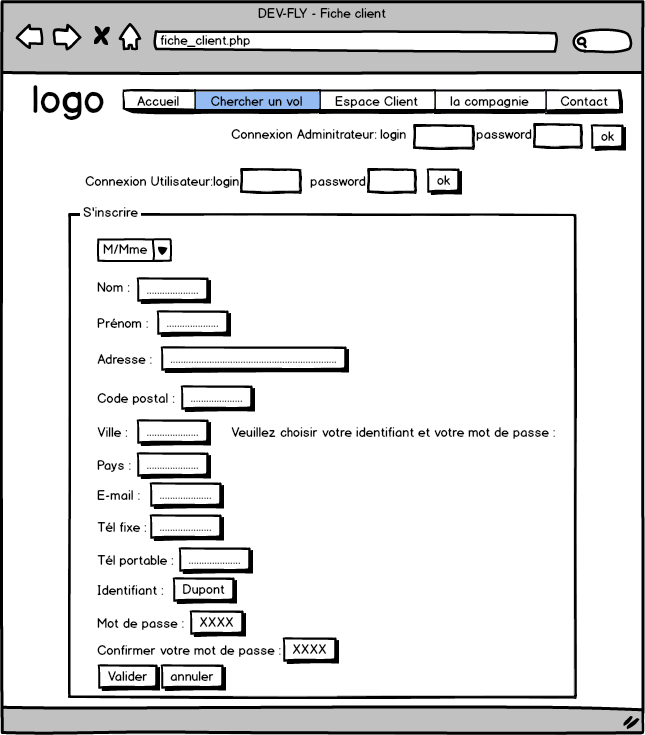 DEV-FLY - Fiche client
fiche_client.php
logo
Accueil Chercher un vol Espace Client la compagnie Contact
Connexion Adminitrateur: login password ok
Connexion Utilisateur:login password ok
S'inscrire
M/Mme
Nom : ....................
Prénom : ....................
Adresse : ................................................................
Code postal : ....................
Ville : .................... Veuillez choisir votre identifiant et votre mot de passe :
Pays : ....................
E-mail : ....................
Tél fixe : ....................
Tél portable : ....................
Identifiant : Dupont
Mot de passe : XXXX
Confirmer votre mot de passe : XXXX
Valider annuler